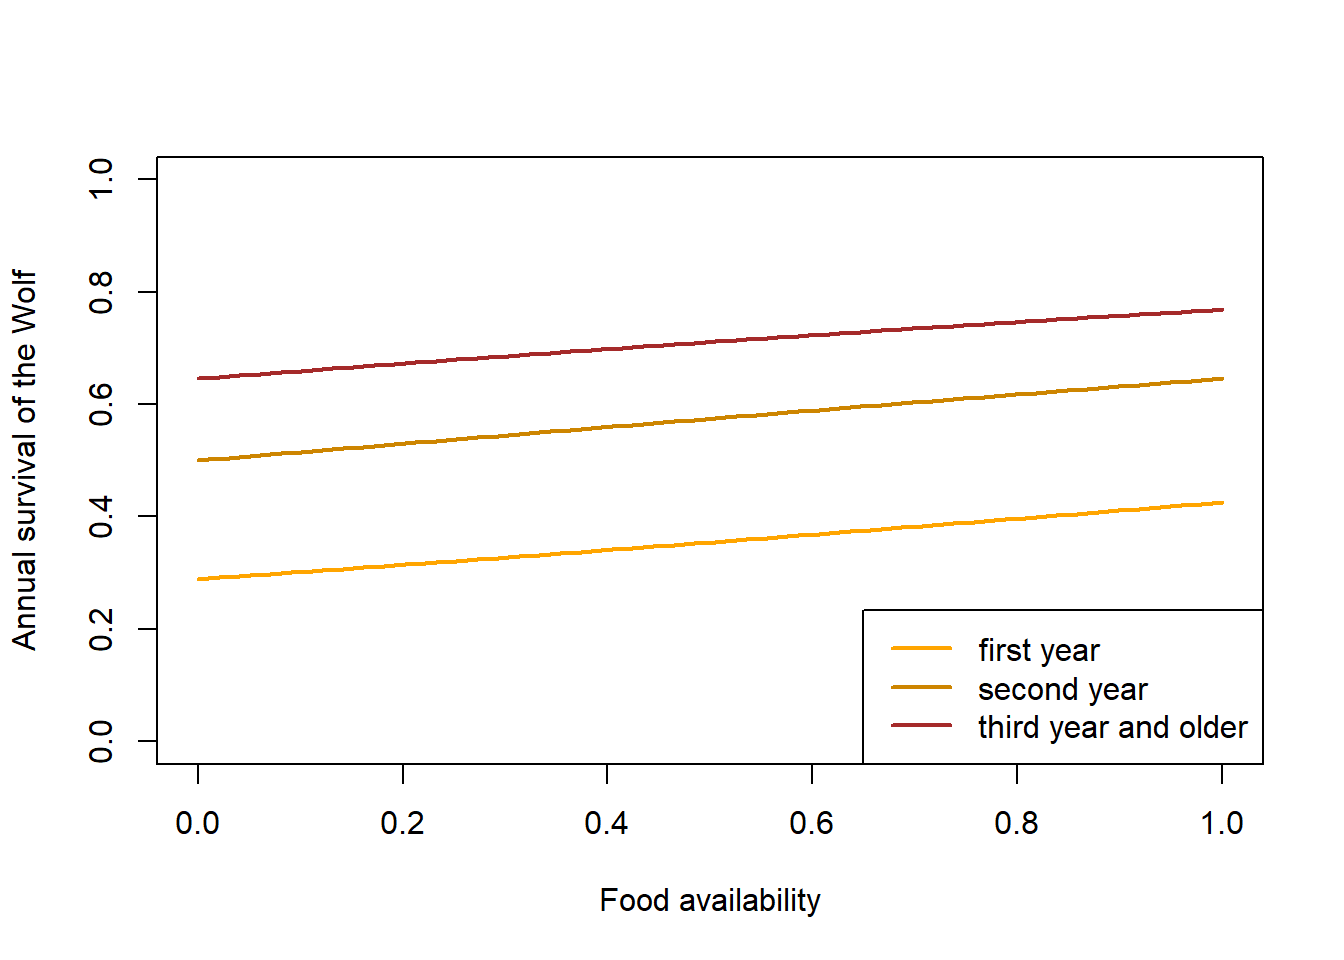 Annual survival of the Wolf
1.0
0.8
0.6
0.4
0.2
0.0
first year
second year
third year and older
0.0 0.2 0.4 0.6 0.8 1.0
Food availability